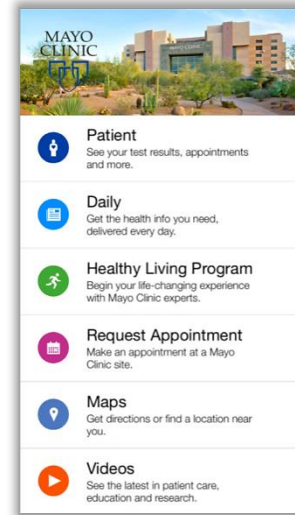 MAYO
CLINIC
MAYO CLINIC
Patient
See your test results, appointments
and more.
Daily
Get the health info you need,
delivered every day.
Healthy Living Program
Begin your life-changing experience
with Mayo Clinic experts.
Request Appointment
Make an appointment at a Mayo
Clinic site.
Maps
Get directions or find a location near
you.
Videos
See the latest in patient care,
education and research.